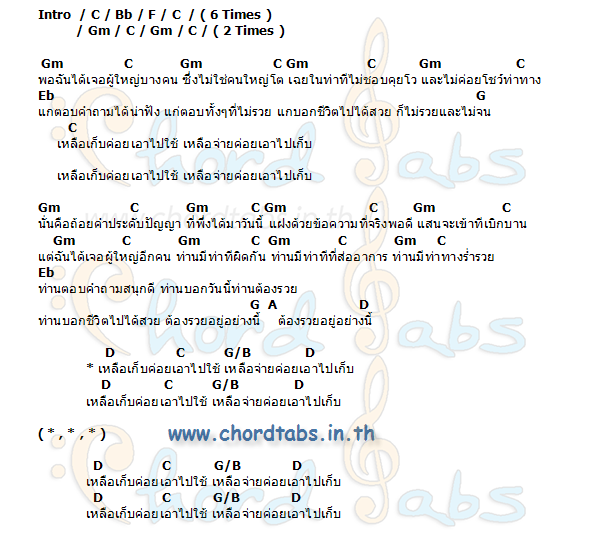 Intro / C / Bb / F / C / ( 6 Times )
/ Gm / C / Gm / C / ( 2 Times )
Gm C Gm C Gm C Gm C
พอฉันได้เจอผู้ใหญ่บางคน ซึ่งไม่ใช่คนใหญ่โต เฉยในท่าทีไม่ชอบคุยโว และไม่ค่อยโชว์ท่าทาง
Eb G
แกตอบคำถามได้น่าฟัง แก่ตอบทั้งๆที่ไม่รวย แกบอกชีวิตไปได้สวย ก็ไม่รวยและไม่จน
C
เหลือเก็บค่อยเอาไปใช้ เหลือจ่ายค่อยเอาไปเก็บ
เหลือเก็บค่อยเอาไปใช้ เหลือจ่ายค่อยเอาไปเก็บ
Gm C Gm C Gm C Gm C
นั่นคือถ้อยคำประดับปัญญา ที่พึ่งได้มาวันนี้ แฝงด้วยข้อความที่จริงพอดี แสนจะเข้าทีเบิกบาน
Gm C Gm C Gm C Gm C
แต่ฉันได้เจอผู้ใหญ่อีกคน ท่านมีท่าทีผิดกัน ท่านมีท่าทีที่ส่ออาการ ท่านมีท่าทางร่ำรวย
Eb
ท่านตอบคำถามสนุกดี ท่านบอกวันนี้ท่านต้องรวย
G A D
ท่านบอกชีวิตไปได้สวย ต้องรวยอยู่อย่างนี้ ต้องรวยอยู่อย่างนี้
D C G/B D
* เหลือเก็บค่อยเอาไปใช้ เหลือจ่ายค่อยเอาไปเก็บ
D C G/B D
เหลือเก็บค่อยเอาไปใช้ เหลือจ่ายค่อยเอาไปเก็บ
( * , * , * ) www.chordtabs.in.th
D C G/B D
เหลือเก็บค่อยเอาไปใช้ เหลือจ่ายค่อยเอาไปเก็บ
D C G/B D
เหลือเก็บค่อยเอาไปใช้ เหลือจ่ายค่อยเอาไปเก็บ